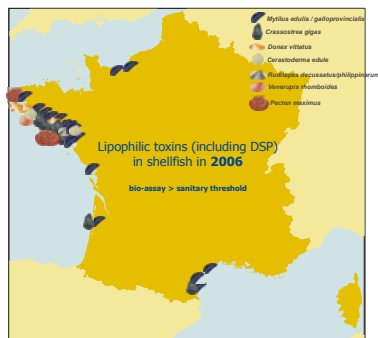 Mytilus edulis / galloprovincialis
Crassostrea gigas
Donax vittatus
Cerastoderma edule
Ruditapes decussatus/philippinarum
Venerupis rhomboides
Pecten maximus
Lipophilic toxins (including DSP)
in shellfish in 2006
bio-assay > sanitary threshold